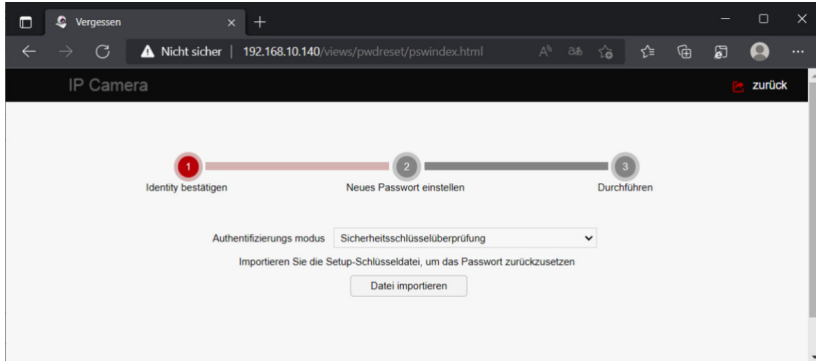 Vergessen
Nicht sicher | 192.168.10.140/views/pwdreset/pswindex.html
IP Camera
zurück
1
2
3
Identity bestätigen
Neues Passwort einstellen
Durchführen
Authentifizierungs modus
Sicherheitsschlüsselüberprüfung
Importieren Sie die Setup-Schlüsseldatei, um das Passwort zurückzusetzen
Datei importieren